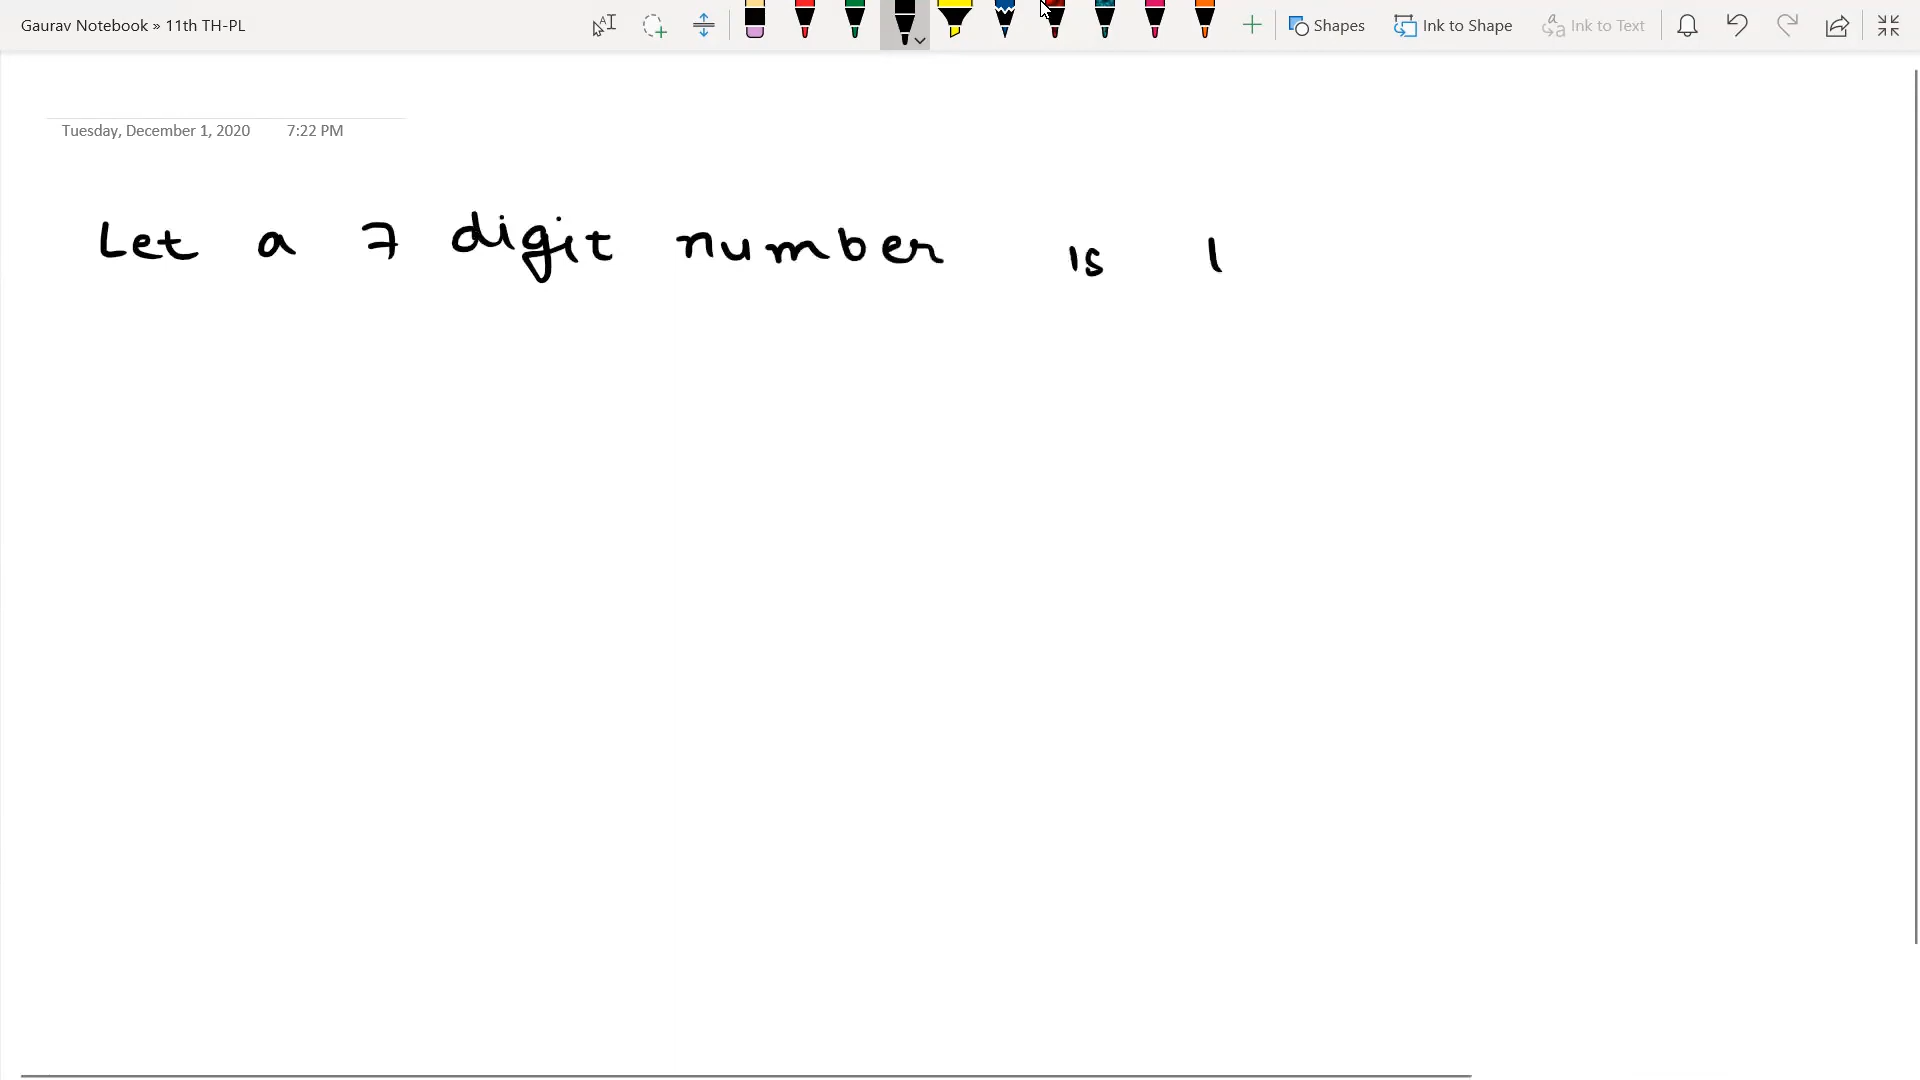 Gaurav Notebook » 11th TH-PL
Shapes
Ink to Shape
Ink to Text
Tuesday, December 1, 2020 7:22 PM
Let a 7 digit number is 1